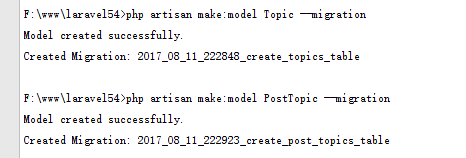 F:\www\laravel54>php artisan make:model Topic --migration
Model created successfully.
Created Migration: 2017_08_11_222848_create_topics_table
F:\www\laravel54>php artisan make:model PostTopic --migration
Model created successfully.
Created Migration: 2017_08_11_222923_create_post_topics_table